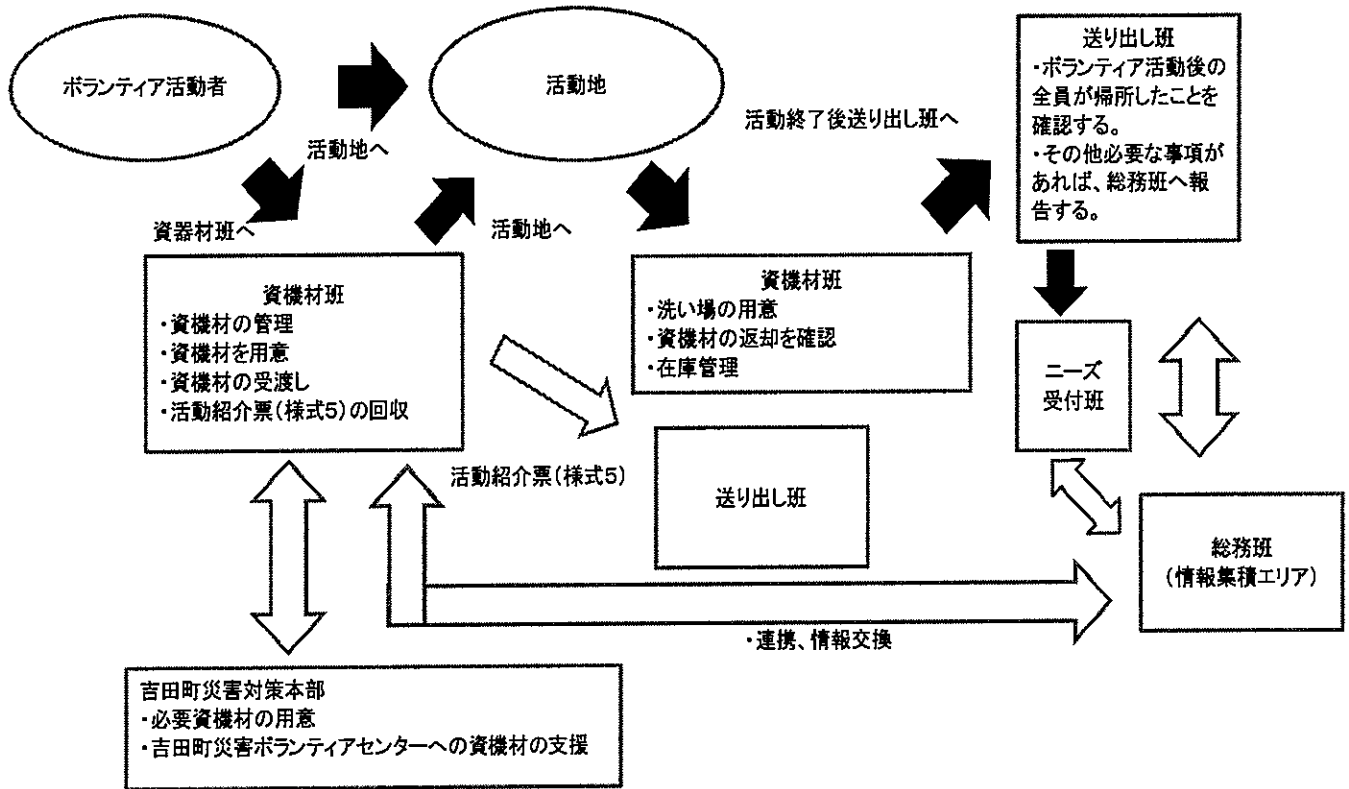 ボランティア活動者
活動地
活動地へ
資器材班へ
活動地へ
活動終了後送り出し班へ
送り出し班
・ボランティア活動後の
全員が帰所したことを
確認する。
・その他必要な事項が
あれば、総務班へ報
告する。
資機材班
・資機材の管理
・資機材を用意
・資機材の受渡し
・活動紹介票(様式5)の回収
資機材班
・洗い場の用意
・資機材の返却を確認
・在庫管理
ニーズ
受付班
活動紹介票(様式5)
送り出し班
総務班
(情報集積エリア)
・連携、情報交換
吉田町災害対策本部
・必要資機材の用意
・吉田町災害ボランティアセンターへの資機材の支援